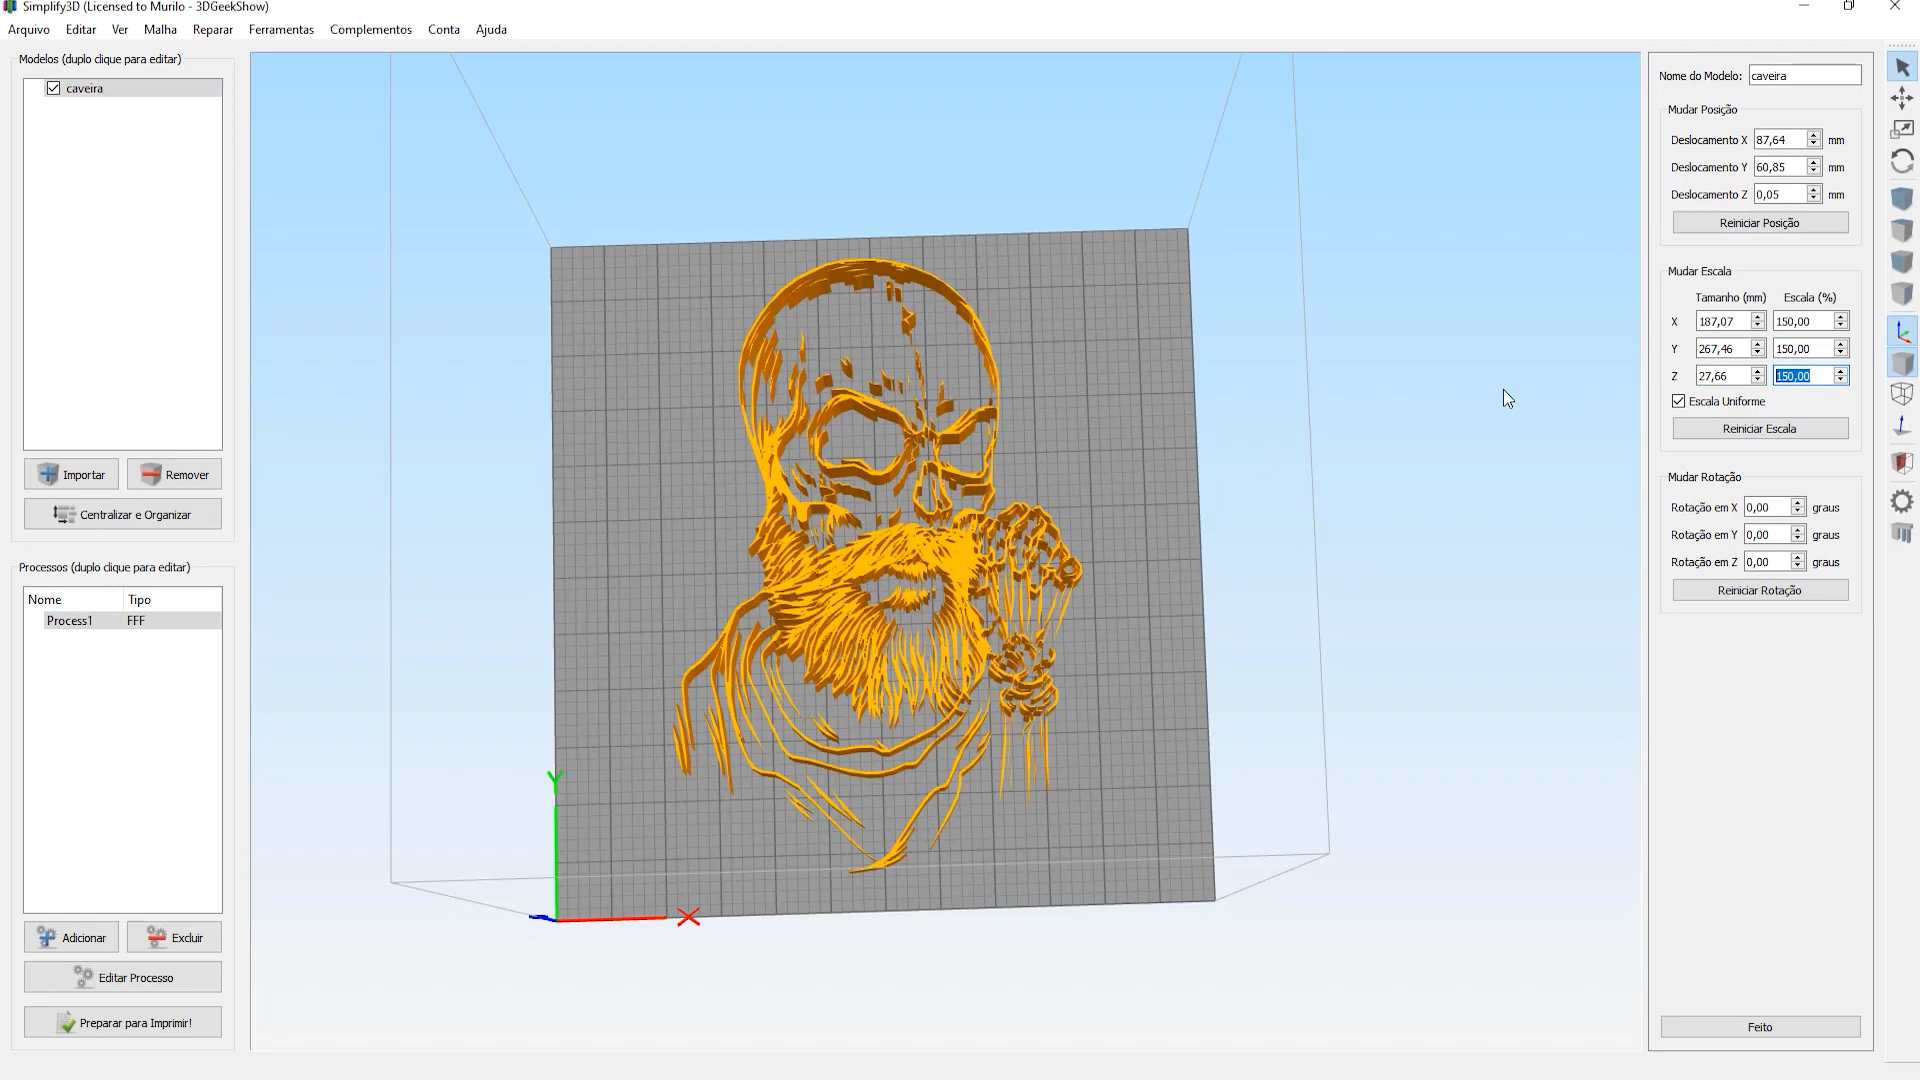 Simplify3D (Licensed to Murilo - 3DGeekShow)
Arquivo Editar Ver Malha Reparar Ferramentas Complementos Conta Ajuda
Modelos (duplo clique para editar)
caveira
Importar Remover
Centralizar e Organizar
Processos (duplo clique para editar)
Nome Tipo
Process1 FFF
Adicionar Excluir
Editar Processo
Preparar para Imprimir!
Y
X
Nome do Modelo: caveira
Mudar Posição
Deslocamento X 87,64 mm
Deslocamento Y 60,85 mm
Deslocamento Z 0,05 mm
Reiniciar Posição
Mudar Escala
Tamanho (mm) Escala (%)
X 187,07 150,00
Y 267,46 150,00
Z 27,66 150,00
Escala Uniforme
Reiniciar Escala
Mudar Rotação
Rotação em X 0,00 graus
Rotação em Y 0,00 graus
Rotação em Z 0,00 graus
Reiniciar Rotação
Feito